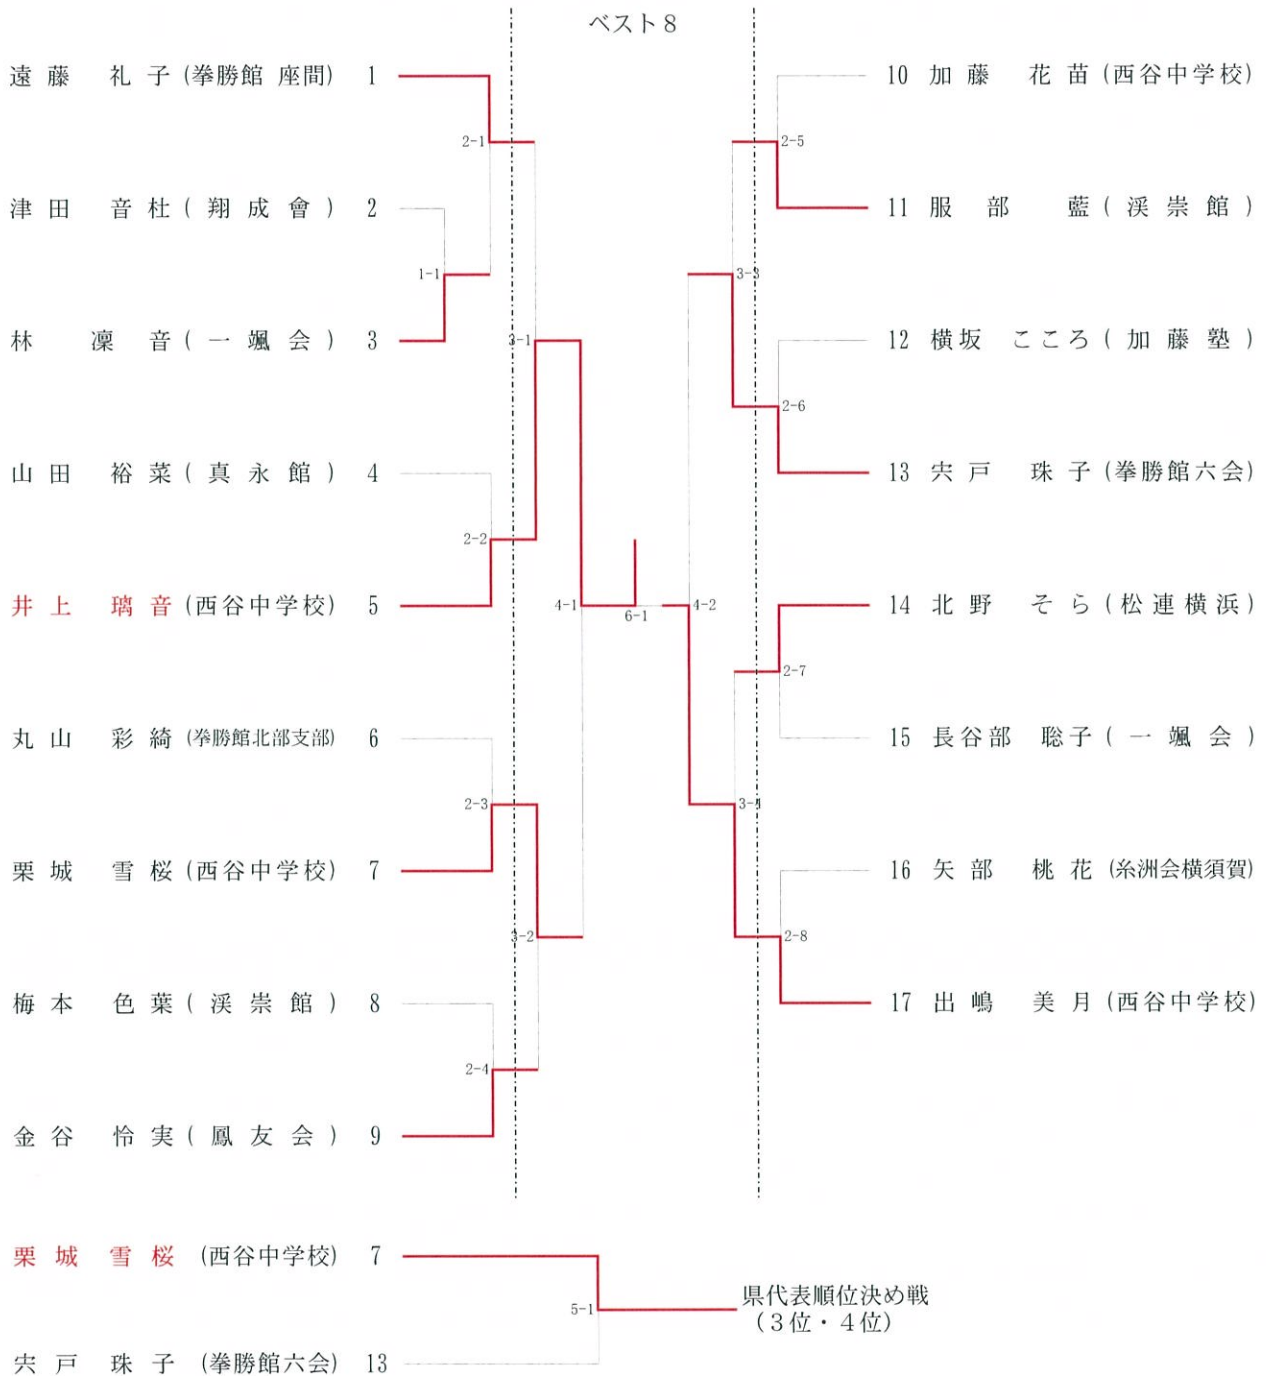 ベスト8
遠藤 礼子(拳勝館 座間) 1
2-1
津田 音杜(翔成會) 2
1-1
林 凜音(一颯会) 3
3-1
山田 裕菜(真永館) 4
2-2
井上 璃音(西谷中学校) 5
4-1
6-1
丸山 彩綺(拳勝館北部支部) 6
2-3
栗城 雪桜(西谷中学校) 7
3-2
梅本 色葉(渓崇館) 8
2-4
金谷 怜実(鳳友会) 9
10 加藤 花苗(西谷中学校)
2-5
11 服部 藍(渓崇館)
3-3
12 横坂 こころ(加藤塾)
2-6
13 宍戸 珠子(拳勝館六会)
4-2
14 北野 そら(松連横浜)
2-7
15 長谷部 聡子(一颯会)
3-4
16 矢部 桃花(糸洲会横須賀)
2-8
17 出嶋 美月(西谷中学校)
栗城 雪桜 (西谷中学校) 7
5-1
県代表順位決め戦
(3位・4位)
宍戸 珠子 (拳勝館六会) 13